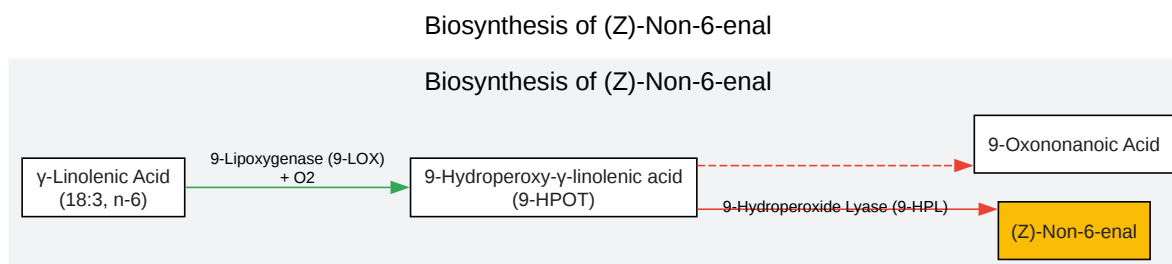 Biosynthesis of (Z)-Non-6-enal
Biosynthesis of (Z)-Non-6-enal
γ-Linolenic Acid
(18:3, n-6)
9-Lipoxygenase (9-LOX)
+ O2
9-Hydroperoxy-γ-linolenic acid
(9-HPOT)
9-Oxononanoic Acid
9-Hydroperoxide Lyase (9-HPL)
(Z)-Non-6-enal